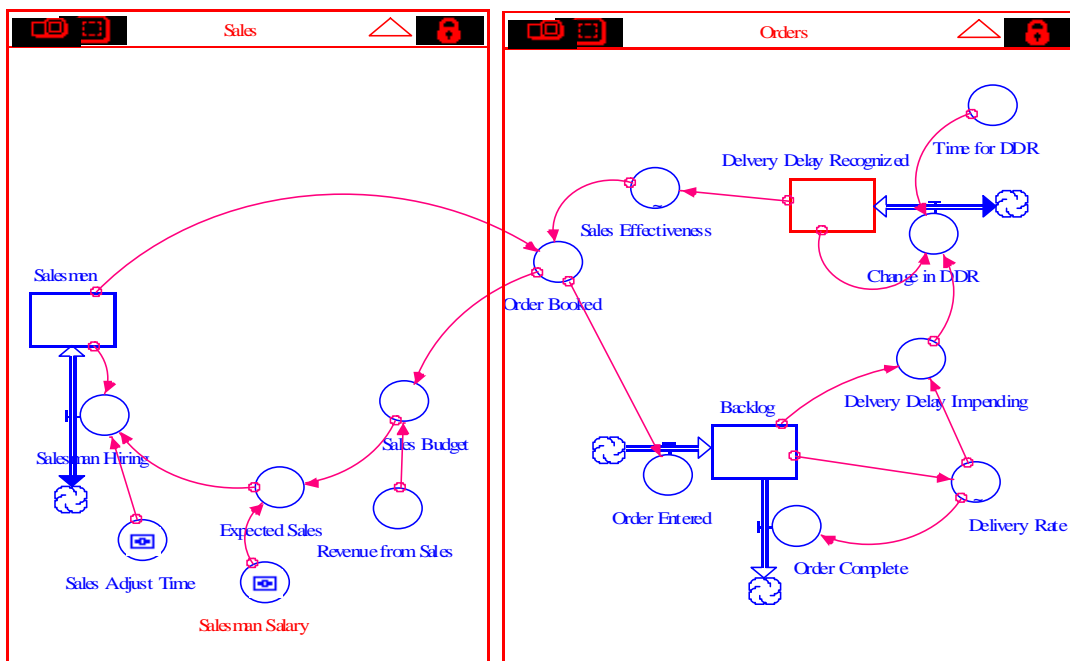 Sales
Orders
Time for DDR
Delvery Delay Recognized
Sales Effectiveness
Change in DDR
Salesmen
Order Booked
Delvery Delay Impending
Backlog
Sales Budget
Salesman Hiring
Order Entered
Expected Sales
Delivery Rate
Revenue from Sales
Order Complete
Sales Adjust Time
Salesman Salary